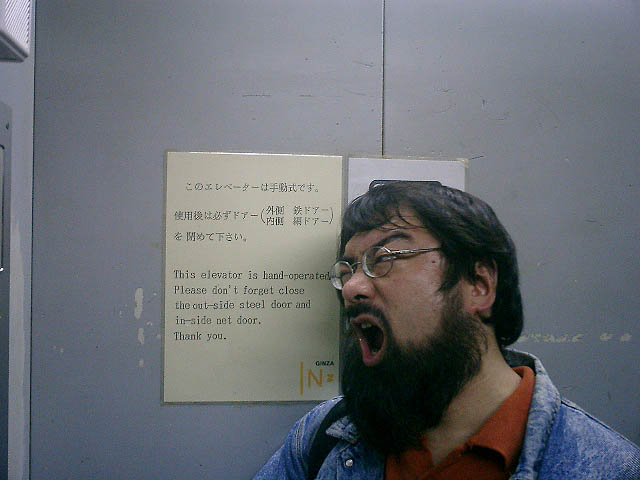 このエレベーターは手動式です。
使用後は必ずドアー(外側 鉄ドアー
内側 網ドアー)
を閉めて下さい。
This elevator is hand-operated
Please don't forget close
the out-side steel door and
in-side net door.
Thank you.
GINZA
INz